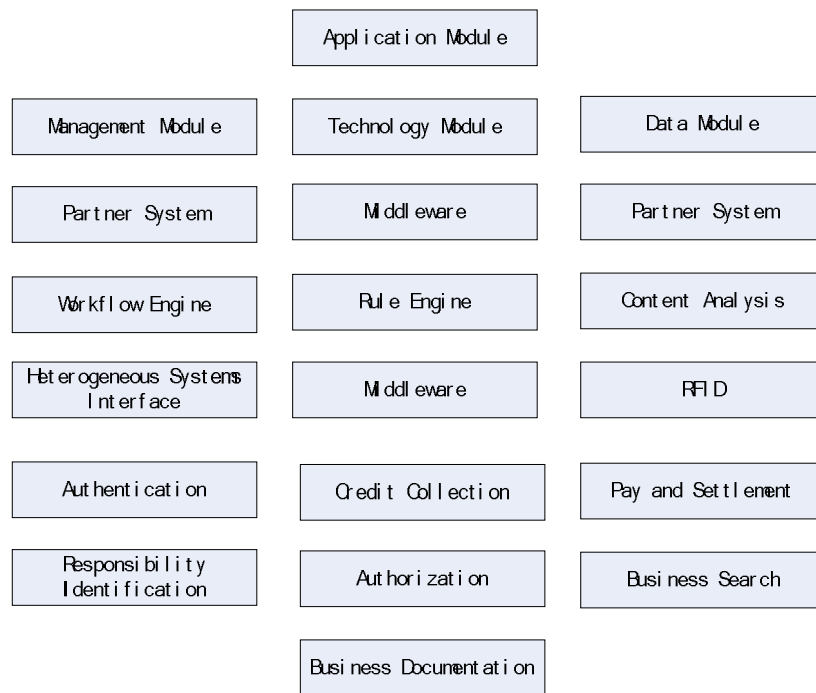 Application Module
Management Module
Technology Module
Data Module
Partner System
Middleware
Partner System
Workflow Engine
Rule Engine
Content Analysis
Heterogeneous Systems
Interface
Middleware
RFID
Authentication
Credit Collection
Pay and Settlement
Responsibility
Identification
Authorization
Business Search
Business Documentation